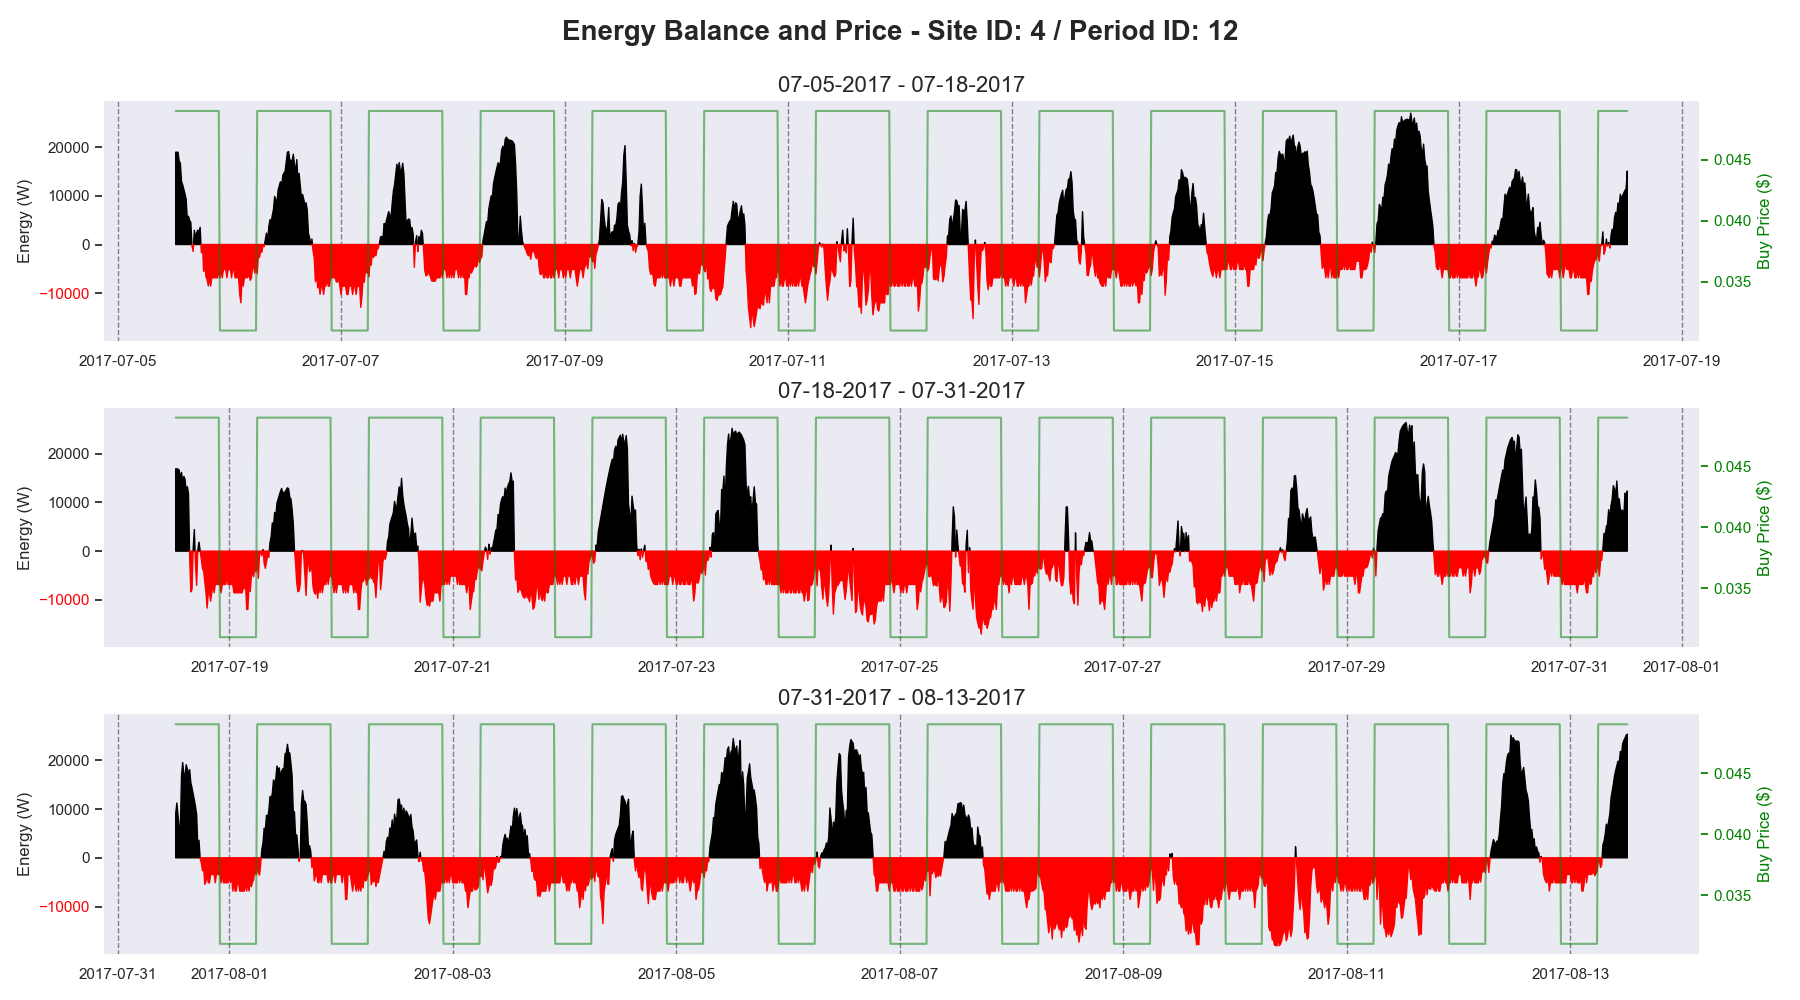 Energy Balance and Price - Site ID: 4 / Period ID: 12
07-05-2017 - 07-18-2017
Energy (W)
20000
10000
0
−10000
0.045
0.040
0.035
Buy Price ($)
2017-07-05 2017-07-07 2017-07-09 2017-07-11 2017-07-13 2017-07-15 2017-07-17 2017-07-19
07-18-2017 - 07-31-2017
Energy (W)
20000
10000
0
−10000
0.045
0.040
0.035
Buy Price ($)
2017-07-19 2017-07-21 2017-07-23 2017-07-25 2017-07-27 2017-07-29 2017-07-31 2017-08-01
07-31-2017 - 08-13-2017
Energy (W)
20000
10000
0
−10000
0.045
0.040
0.035
Buy Price ($)
2017-07-31 2017-08-01 2017-08-03 2017-08-05 2017-08-07 2017-08-09 2017-08-11 2017-08-13